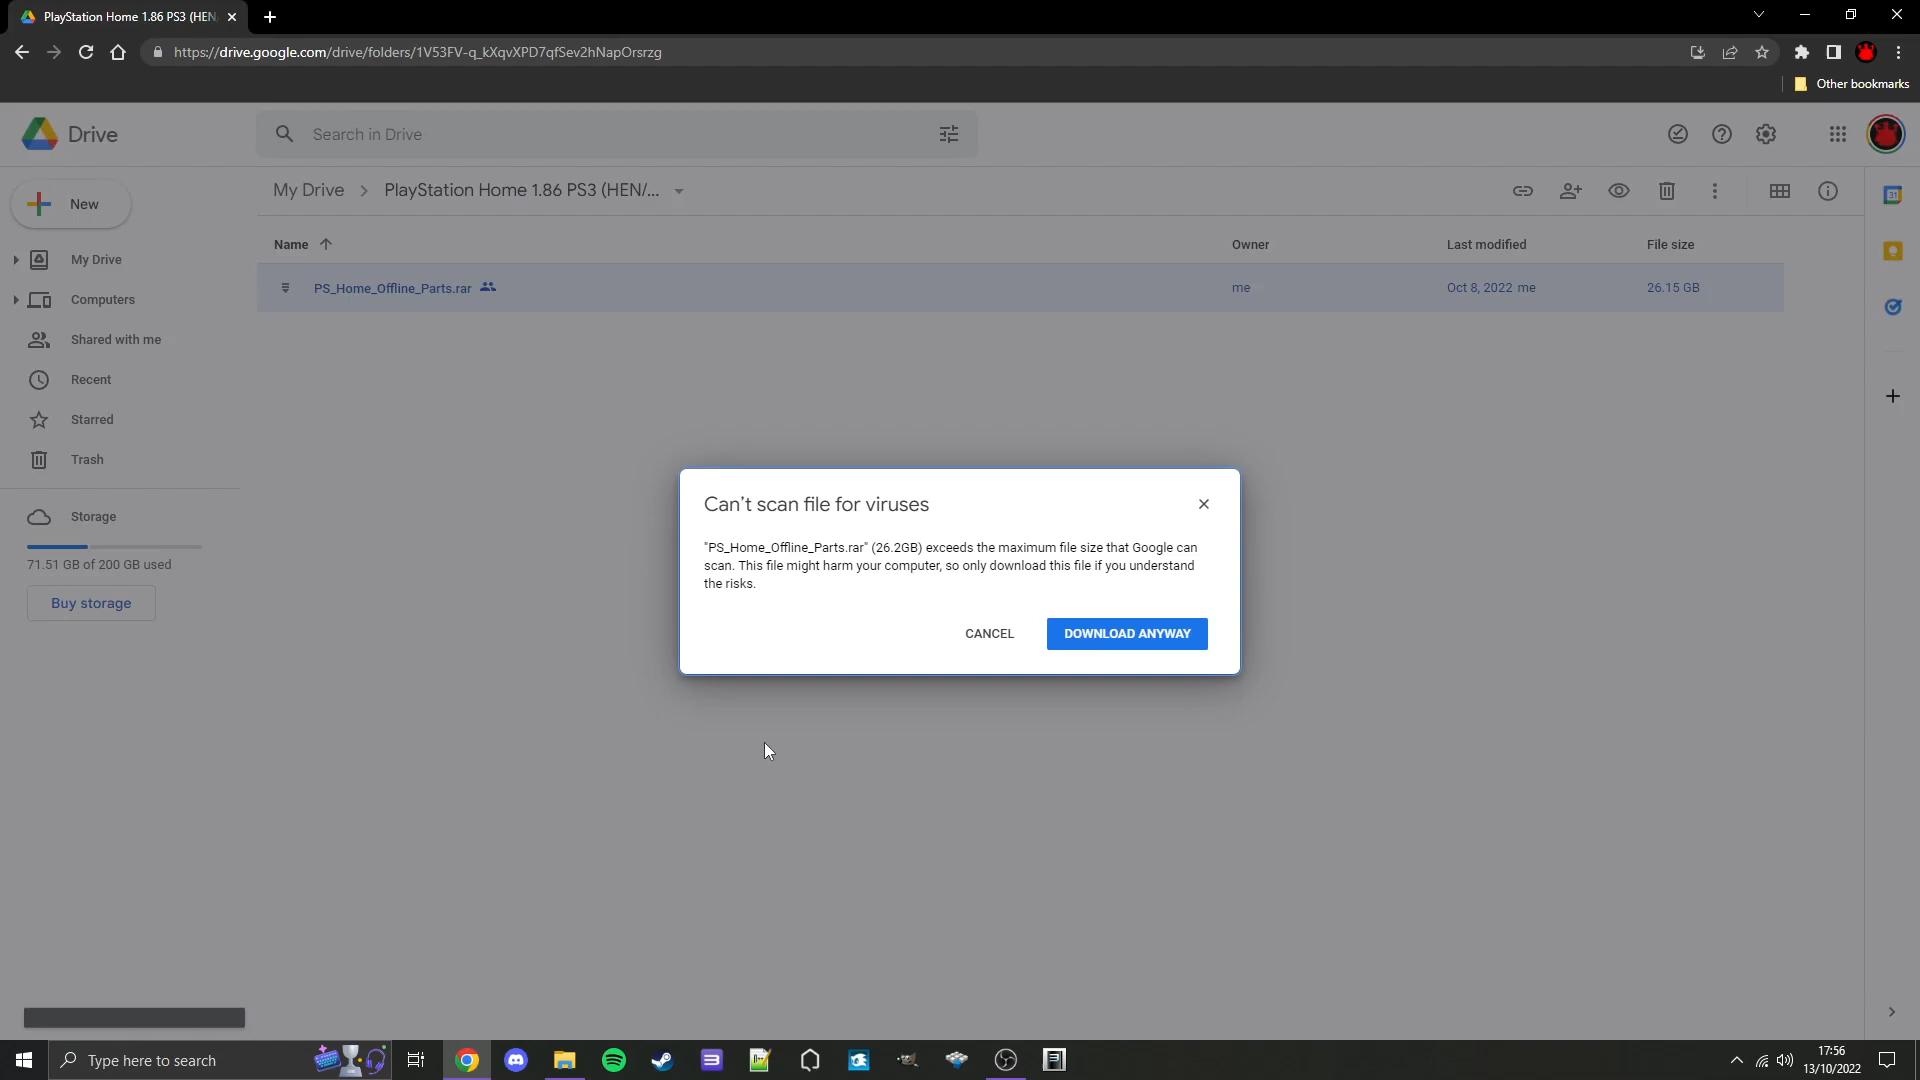 PlayStation Home 1.86 PS3 (HEN
https://drive.google.com/drive/folders/1V53FV-q_kXqvXPD7qfSev2hNapOrsrzg
Other bookmarks
Drive
Search in Drive
New
My Drive
PlayStation Home 1.86 PS3 (HEN/...
Name
Owner
Last modified
File size
PS_Home_Offline_Parts.rar
me
Oct 8, 2022 me
26.15 GB
My Drive
Computers
Shared with me
Recent
Starred
Trash
Storage
71.51 GB of 200 GB used
Buy storage
31
Can't scan file for viruses
"PS_Home_Offline_Parts.rar" (26.2GB) exceeds the maximum file size that Google can
scan. This file might harm your computer, so only download this file if you understand
the risks.
CANCEL
DOWNLOAD ANYWAY
Type here to search
17:56
13/10/2022